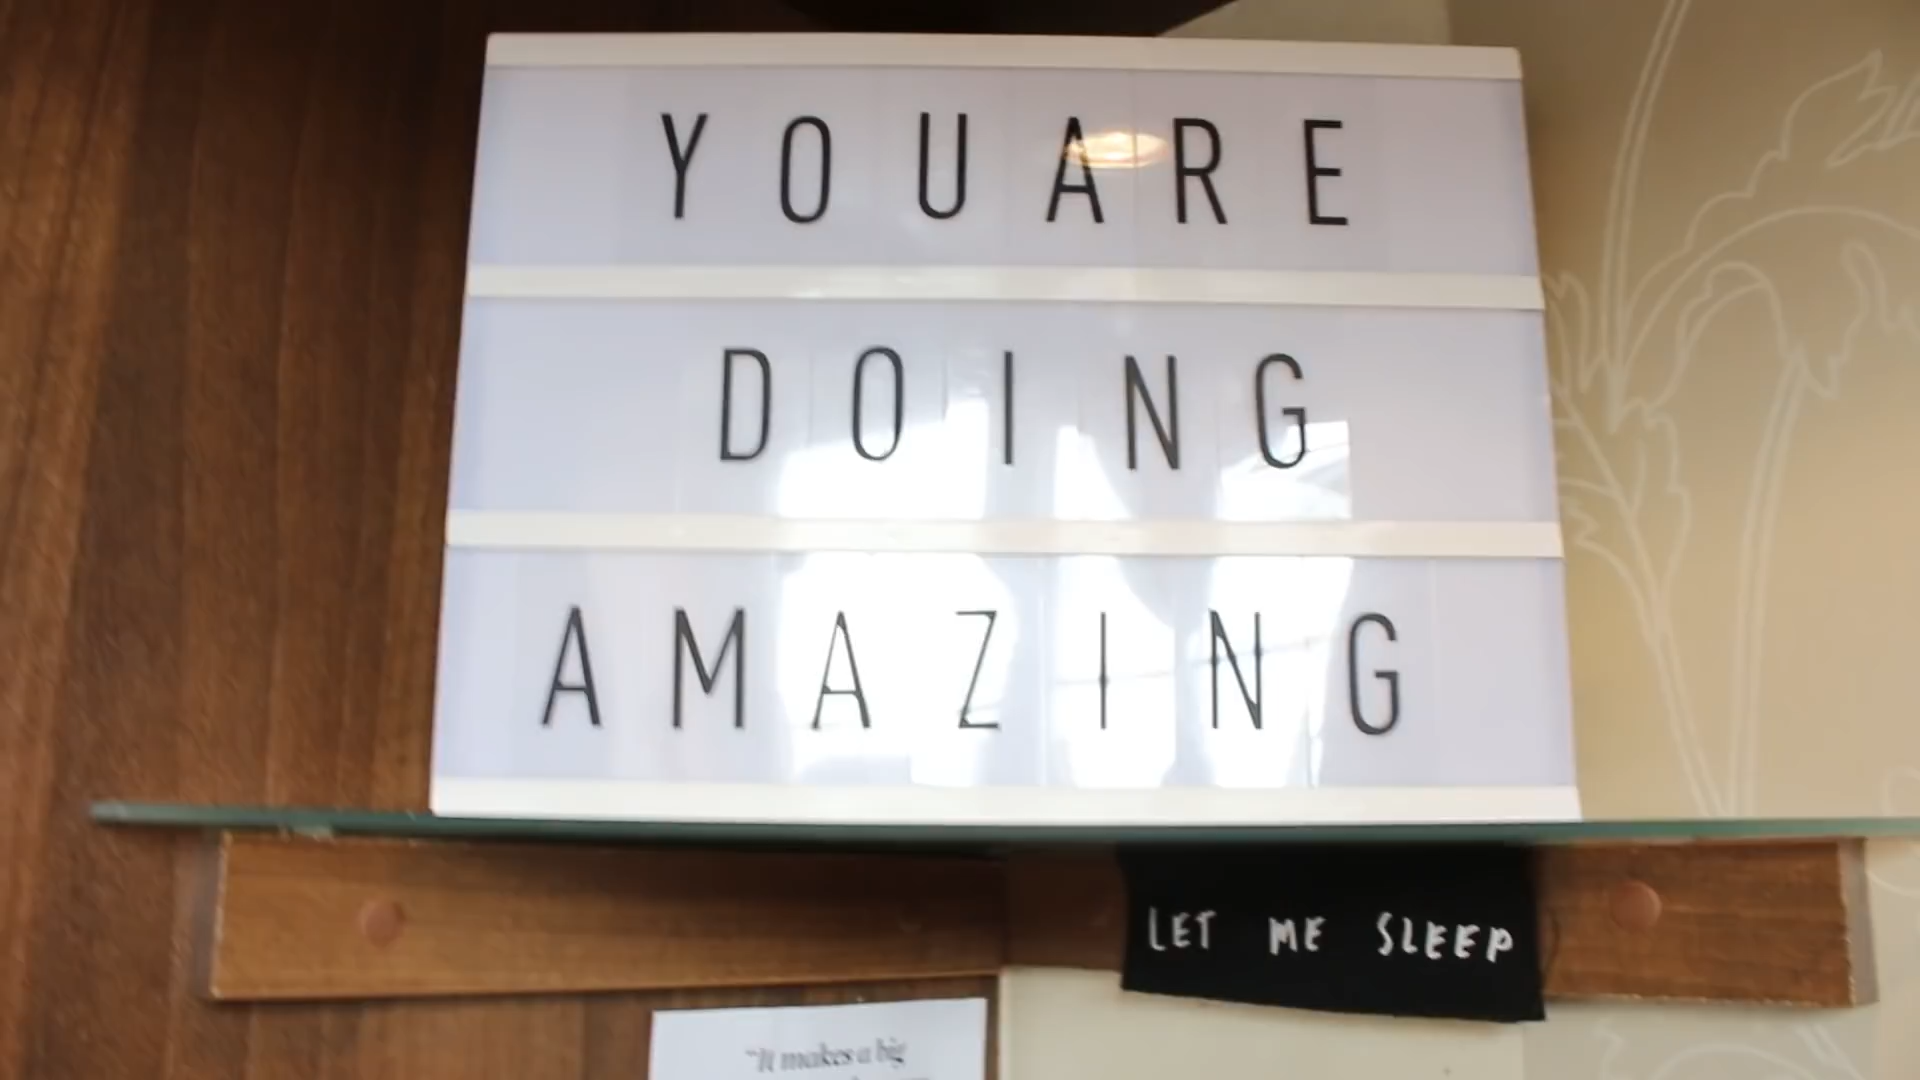 YOU ARE
DOING
AMAZING
LET ME SLEEP
"It makes a big